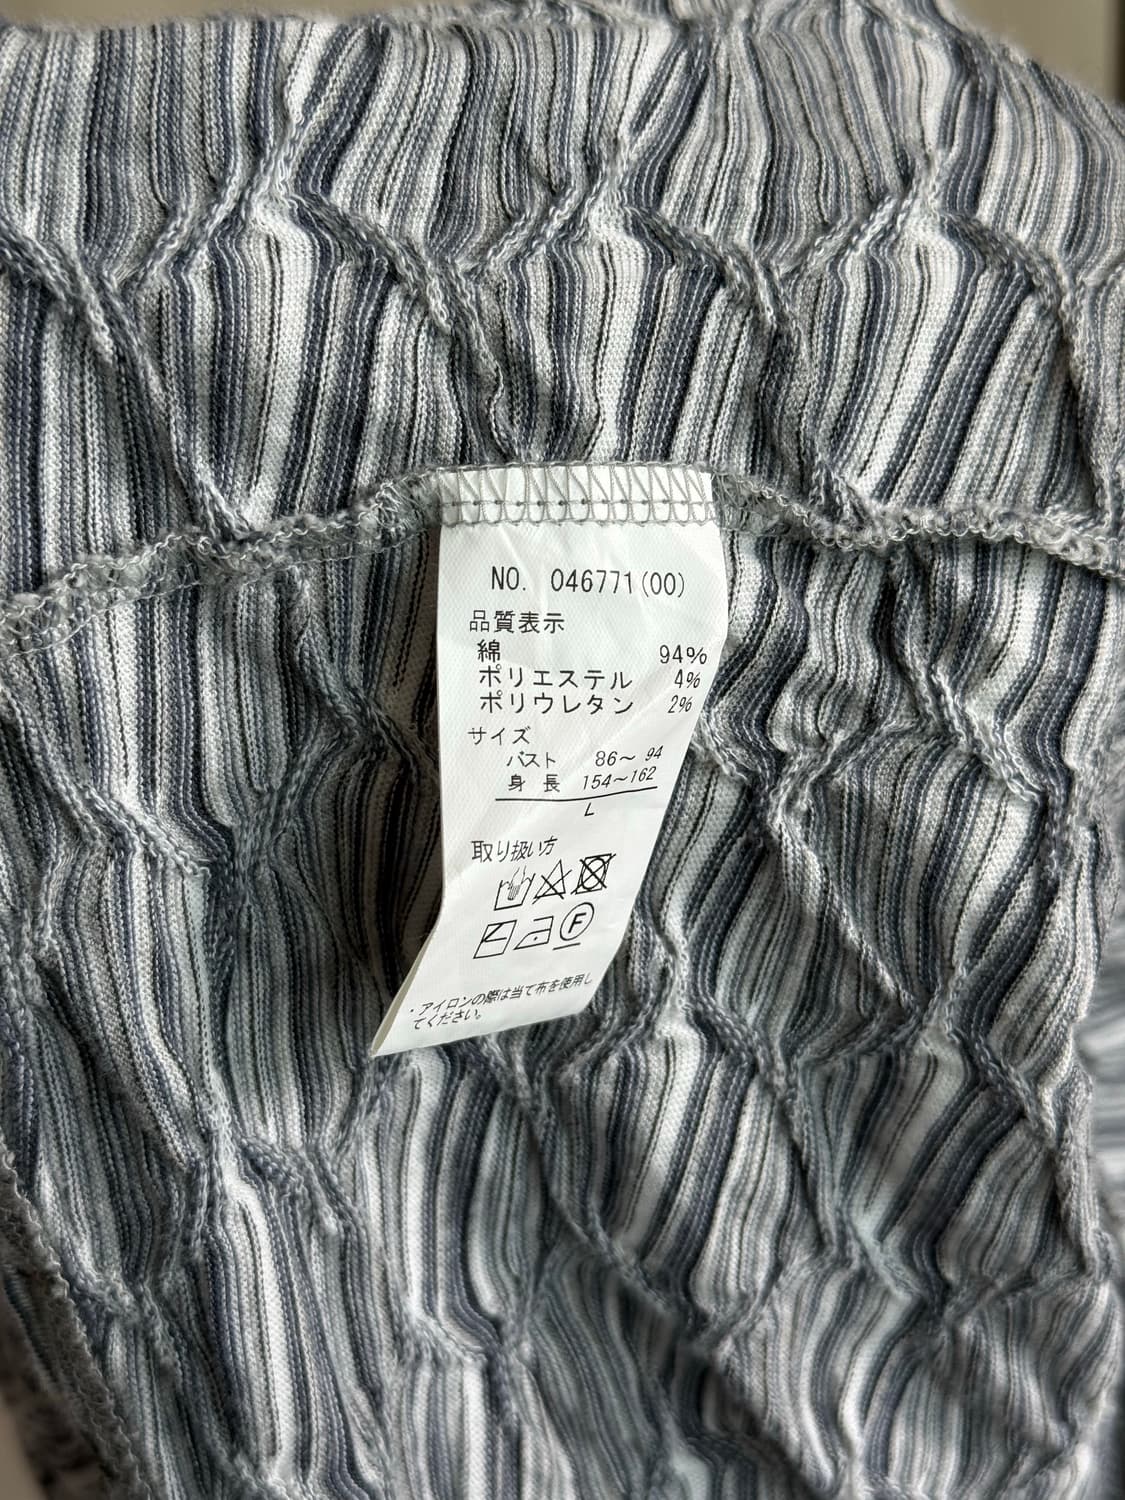 NO. 046771(00)
品質表示
綿 94%
ポリエステル 4%
ポリウレタン 2%
サイズ
バスト 86～94
身長 154～162
L
取り扱い方
F
・アイロンの際は当て布を使用し
てください。